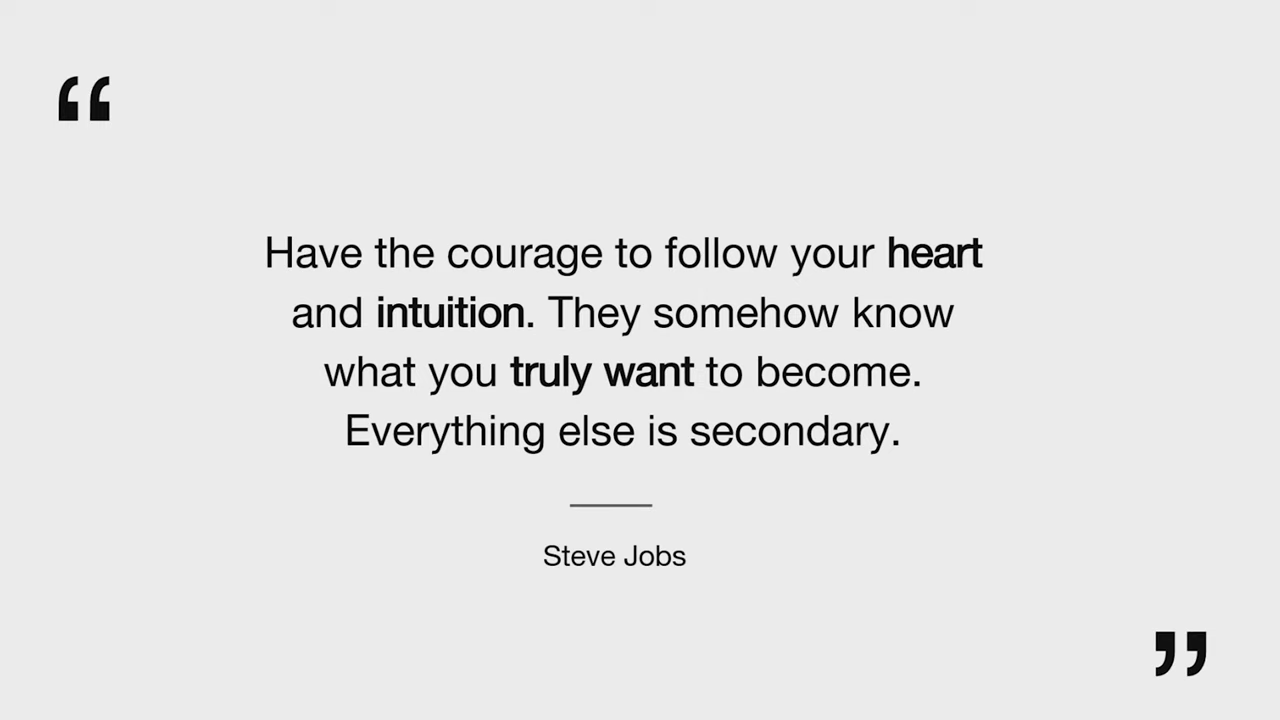 “
Have the courage to follow your heart
and intuition. They somehow know
what you truly want to become.
Everything else is secondary.
Steve Jobs
”